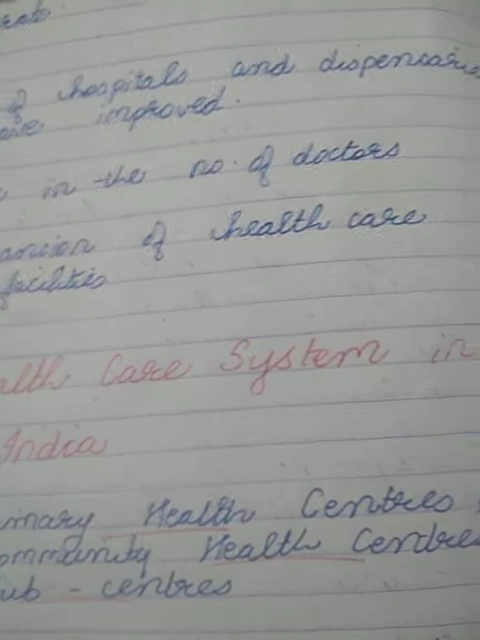 of hospitals and dispensaries
improved.
in the no. of doctors
of health care
facilities
Care System in
India
Health Centres
Health Centres
- centres